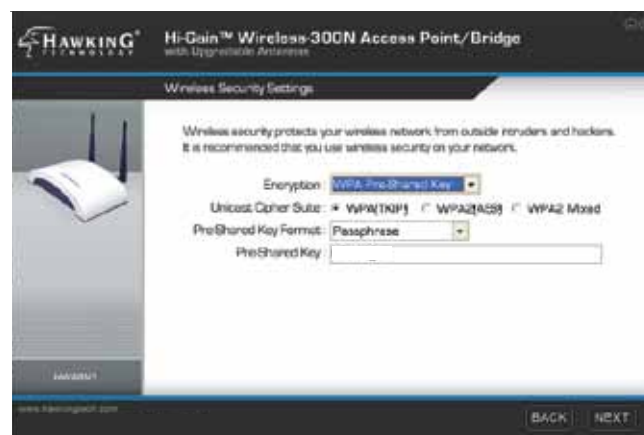 HAWKING
TECHNOLOGY
Hi-Gain™ Wireless-300N Access Point/Bridge
with Upgradable Antennas
Wireless Security Settings
Wireless security protects your wireless network from outside intruders and hackers.
It is recommended that you use wireless security on your network.
Encryption : WPA Pre-Shared Key
Unicast Cipher Suite : WPA(TKIP) WPA2(AES) WPA2 Mixed
Pre-Shared Key Format : Passphrase
Pre-Shared Key :
www.hawkingtech.com
BACK NEXT